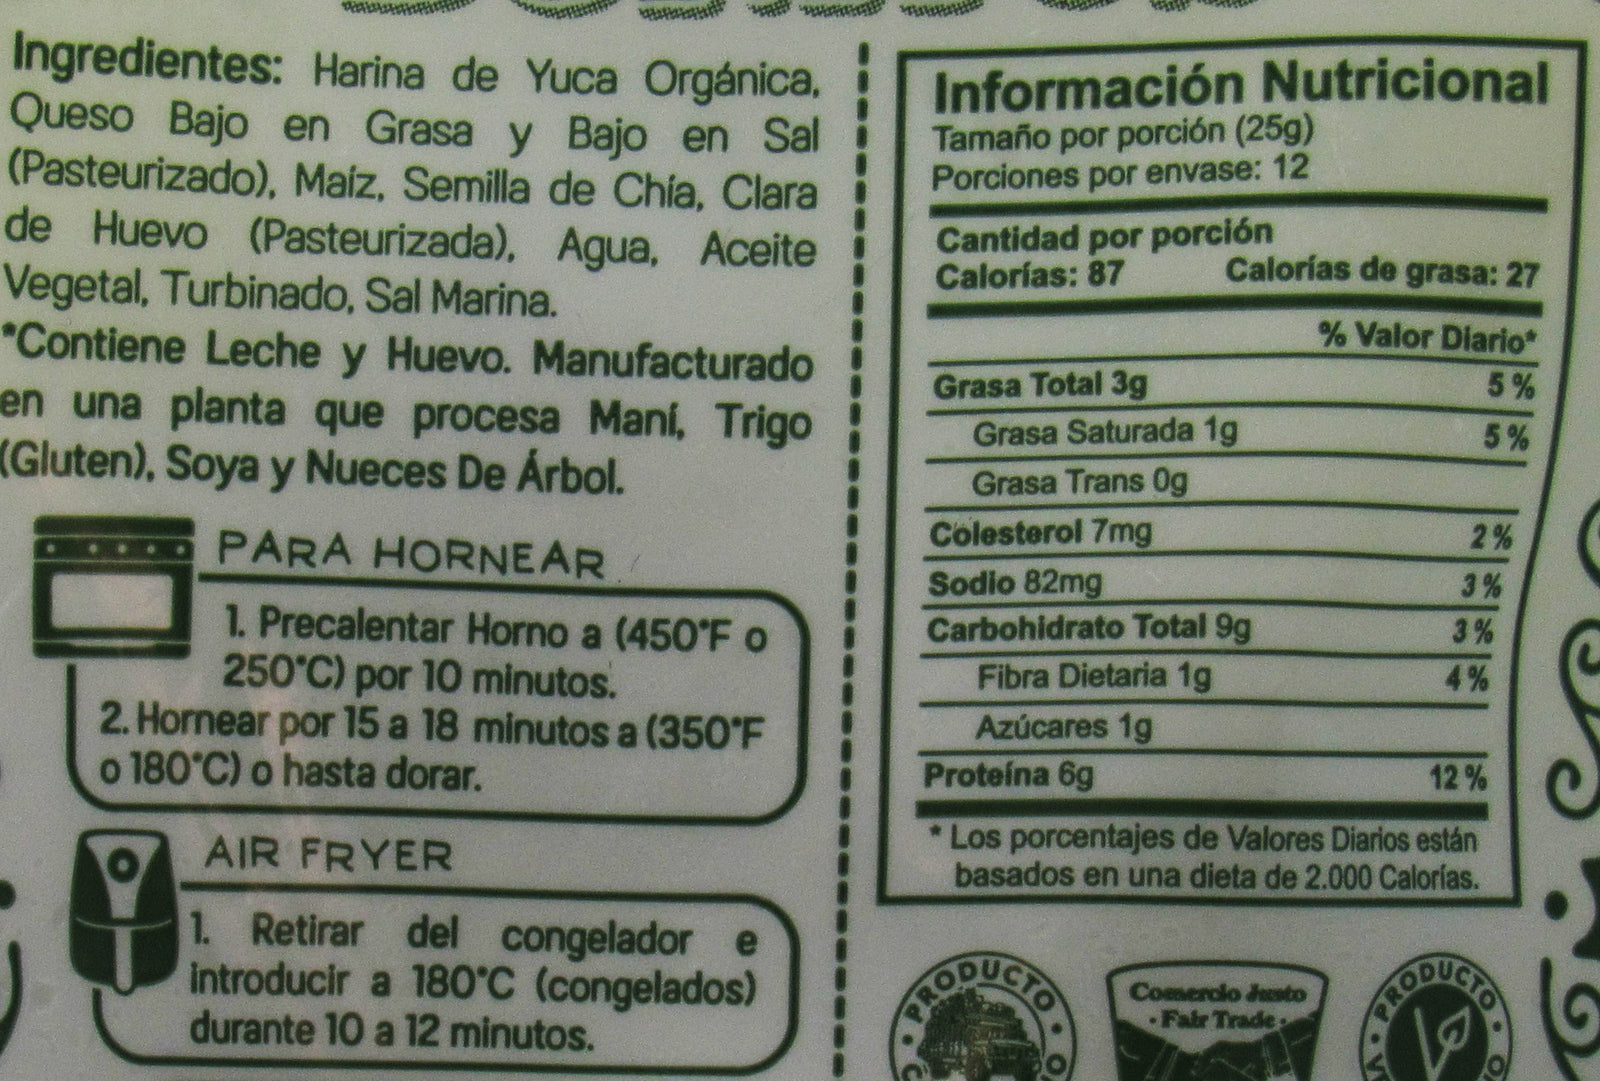 Ingredientes: Harina de Yuca Orgánica,
Queso Bajo en Grasa y Bajo en Sal
(Pasteurizado), Maíz, Semilla de Chía, Clara
de Huevo (Pasteurizada), Agua, Aceite
Vegetal, Turbinado, Sal Marina.
*Contiene Leche y Huevo. Manufacturado
en una planta que procesa Maní, Trigo
(Gluten), Soya y Nueces De Árbol.
PARA HORNEAR
1. Precalentar Horno a (450°F o
250°C) por 10 minutos.
2. Hornear por 15 a 18 minutos a (350°F
o 180°C) o hasta dorar.
AIR FRYER
1. Retirar del congelador e
introducir a 180°C (congelados)
durante 10 a 12 minutos.
Información Nutricional
Tamaño por porción (25g)
Porciones por envase: 12
Cantidad por porción
Calorías: 87 Calorías de grasa: 27
% Valor Diario*
Grasa Total 3g 5 %
Grasa Saturada 1g 5 %
Grasa Trans 0g
Colesterol 7mg 2 %
Sodio 82mg 3 %
Carbohidrato Total 9g 3 %
Fibra Dietaria 1g 4 %
Azúcares 1g
Proteína 6g 12 %
* Los porcentajes de Valores Diarios están
basados en una dieta de 2.000 Calorías.
PRODUCTO
Comercio Justo
· Fair Trade ·
PRODUCTO